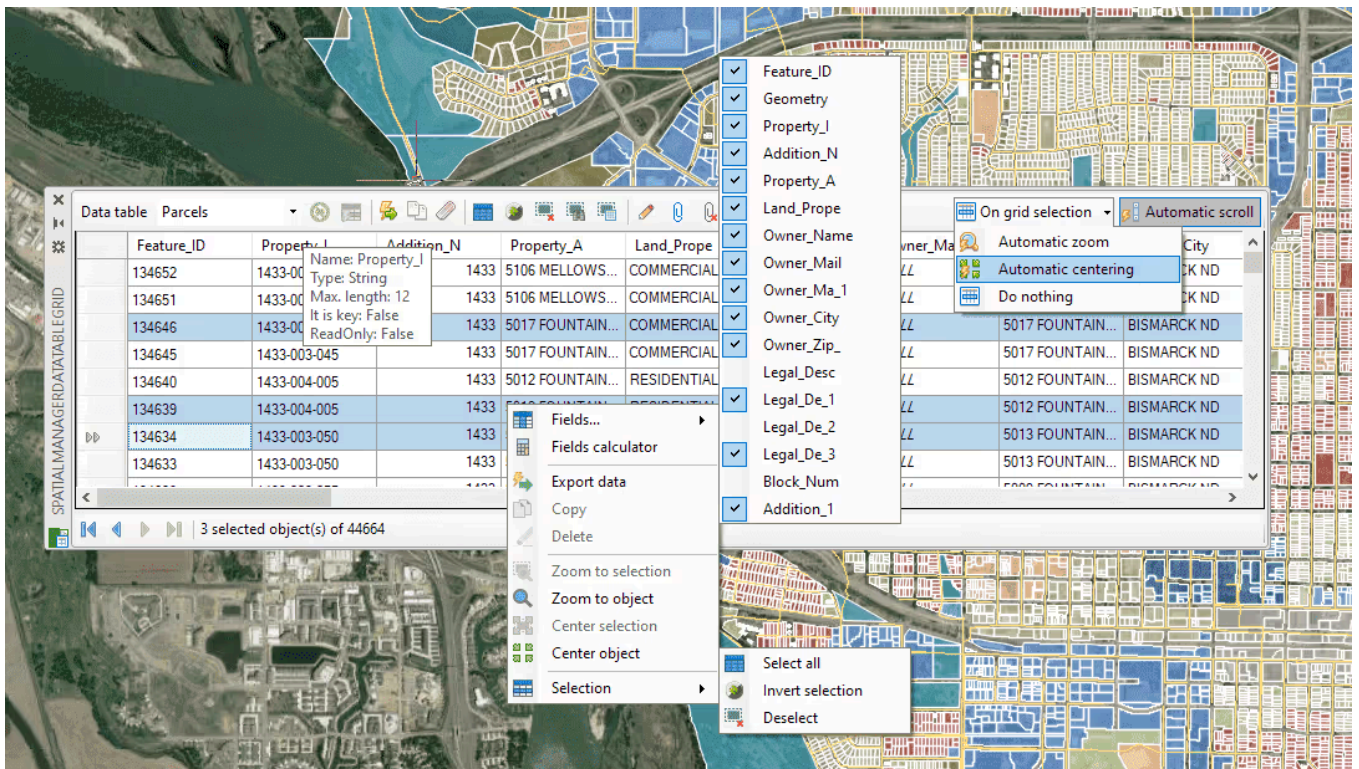 Data table Parcels
On grid selection
Automatic scroll
Automatic zoom
Automatic centering
Do nothing
SPATIALMANAGERDATATABLEGRID
Feature_ID Addition_N Property_A Land_Prope City
134652 1433 5106 MELLOWS... COMMERCIAL CK ND
134651 1433 5106 MELLOWS... COMMERCIAL CK ND
134646 1433 5017 FOUNTAIN... COMMERCIAL 5017 FOUNTAIN... BISMARCK ND
134645 1433-003-045 1433 5017 FOUNTAIN... COMMERCIAL 5017 FOUNTAIN... BISMARCK ND
134640 1433-004-005 1433 5012 FOUNTAIN... RESIDENTIAL 5012 FOUNTAIN... BISMARCK ND
134639 1433-004-005 1433 5012 FOUNTAIN... BISMARCK ND
134634 1433-003-050 1433 5013 FOUNTAIN... BISMARCK ND
134633 1433-003-050 1433 5013 FOUNTAIN... BISMARCK ND
3 selected object(s) of 44664
Name: Property_I
Type: String
Max. length: 12
It is key: False
ReadOnly: False
Feature_ID
Geometry
Property_I
Addition_N
Property_A
Land_Prope
Owner_Name
Owner_Mail
Owner_Ma_1
Owner_City
Owner_Zip_
Legal_Desc
Legal_De_1
Legal_De_2
Legal_De_3
Block_Num
Addition_1
Fields...
Fields calculator
Export data
Copy
Delete
Zoom to selection
Zoom to object
Center selection
Center object
Selection
Select all
Invert selection
Deselect